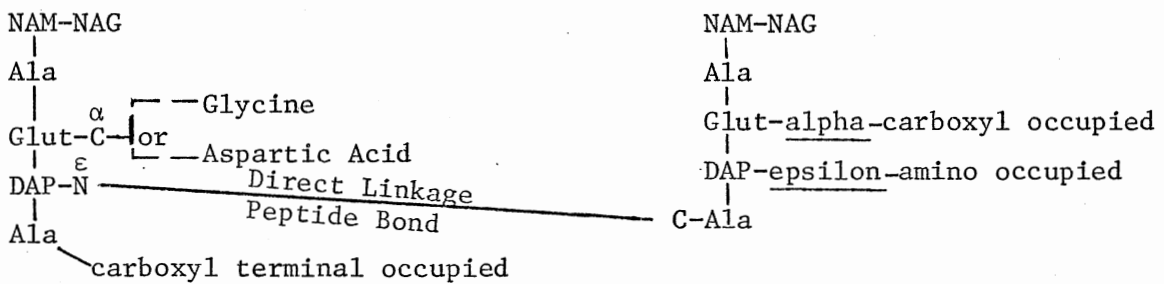 NAM-NAG
Ala
α
Glycine
Glut-C- or
Aspartic Acid
ε
DAP-N
Direct Linkage
Peptide Bond
Ala
carboxyl terminal occupied
NAM-NAG
Ala
Glut-alpha-carboxyl occupied
DAP-epsilon-amino occupied
C-Ala